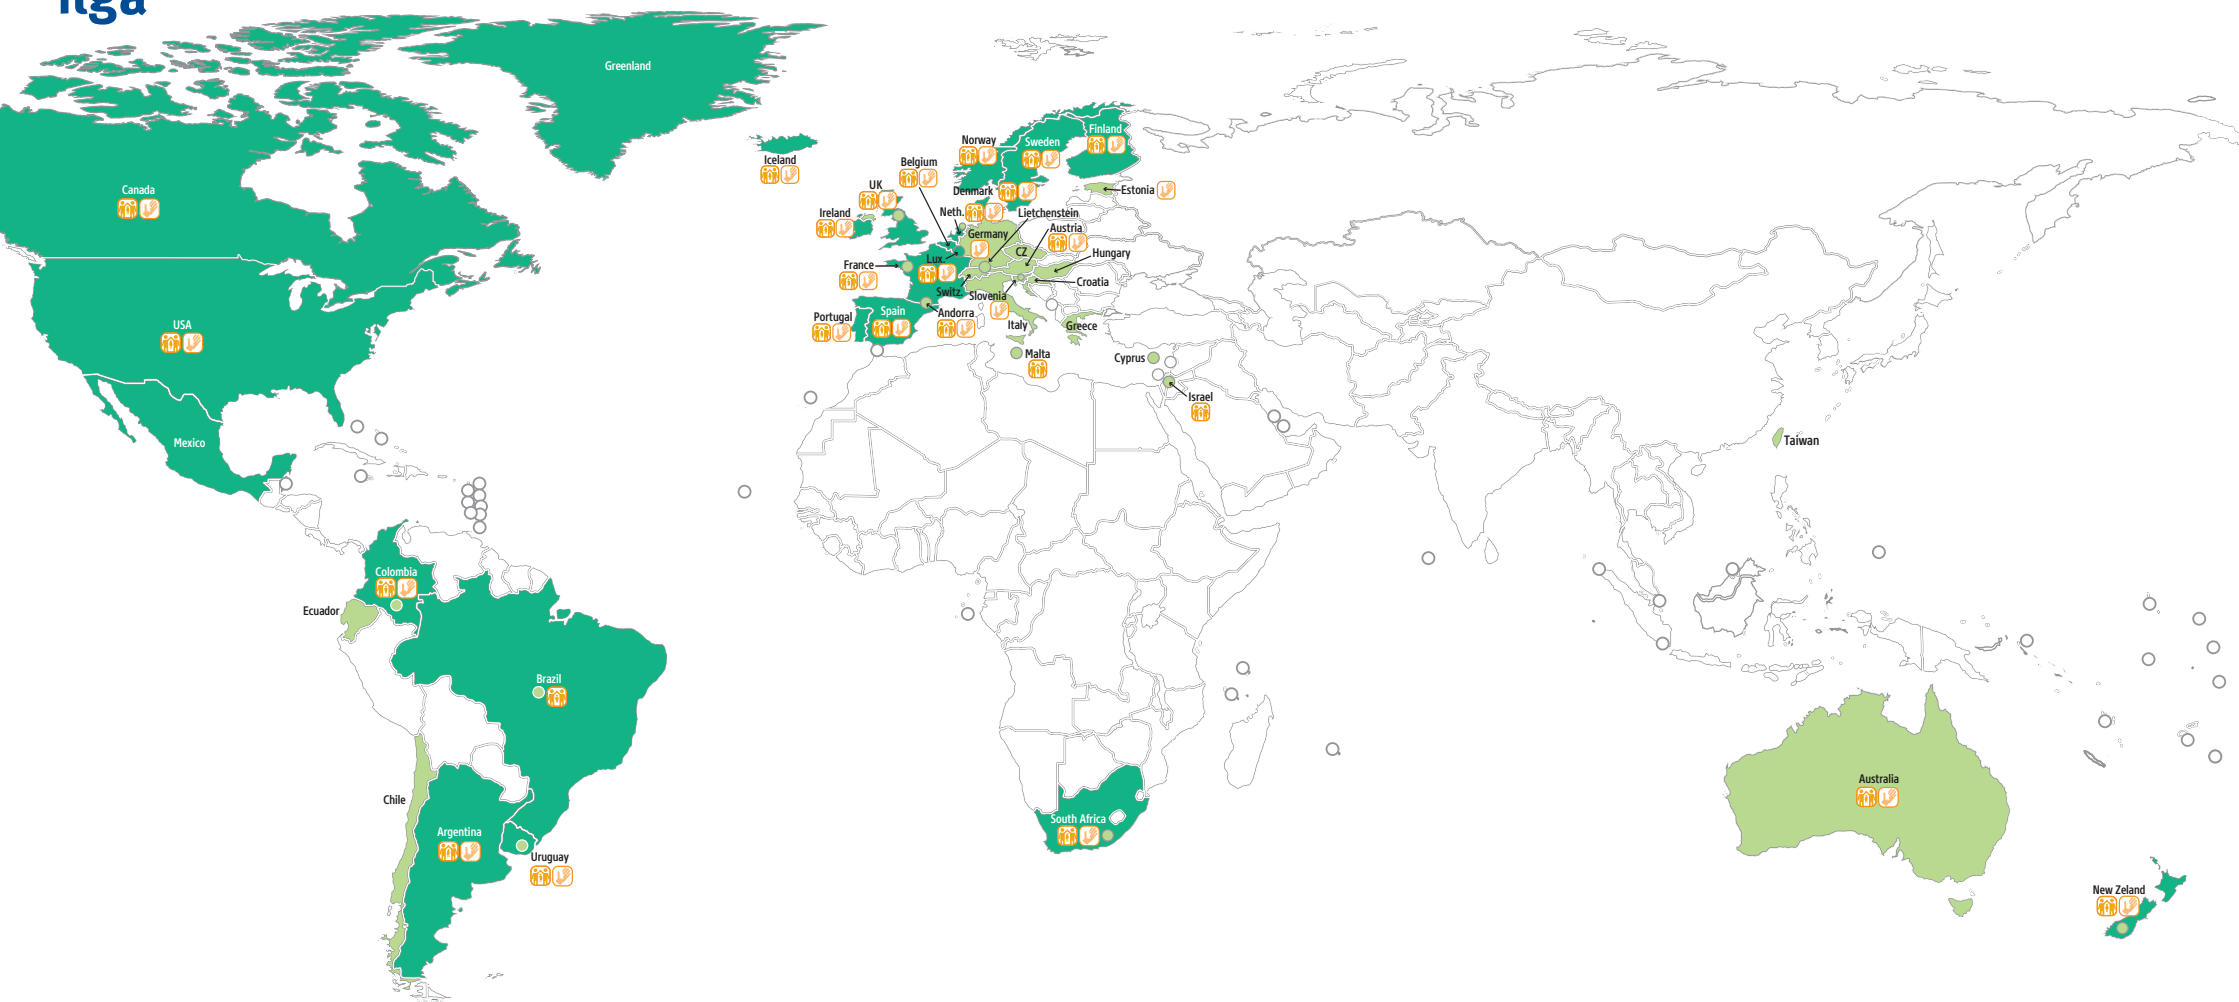 ilga
Greenland
Finland
Norway
Sweden
Iceland
Belgium
UK
Denmark
Estonia
Canada
Neth.
Lietchenstein
Ireland
Austria
Germany
CZ
Hungary
Lux.
France
Croatia
Switz.
Slovenia
Spain
Andorra
Portugal
USA
Italy
Greece
Malta
Cyprus
Israel
Mexico
Taiwan
Colombia
Ecuador
Brazil
Australia
Chile
South Africa
Argentina
Uruguay
New Zeland